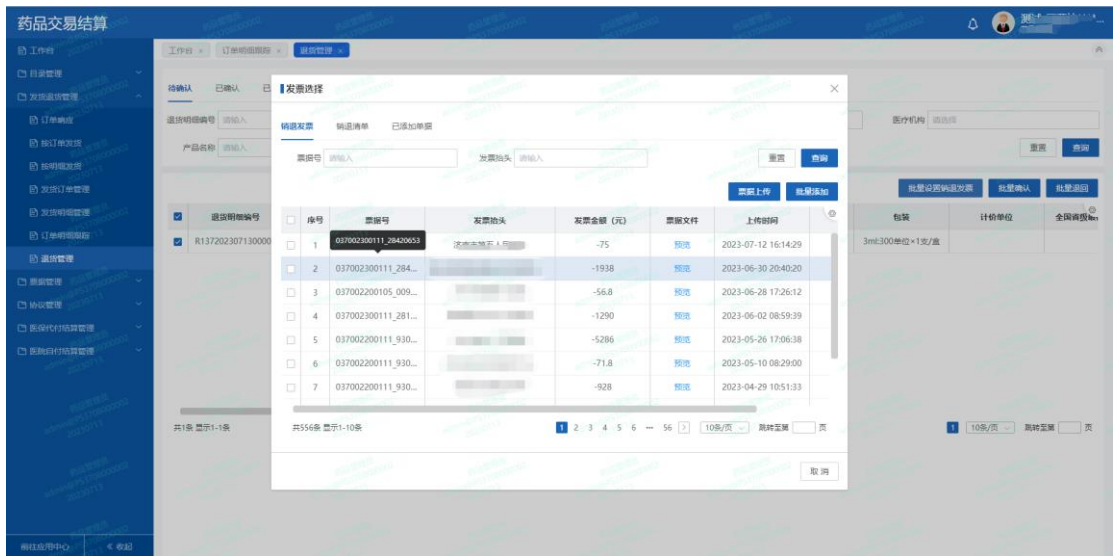 药品交易结算
工作台
目录管理
发货退货管理
订单响应
按订单发货
按明细发货
发货订单管理
发货明细管理
订单明细跟踪
退货管理
票据管理
协议管理
医保代付结算管理
医院自付结算管理
前往应用中心 收起
工作台 × 订单明细跟踪 × 退货管理 ×
待确认 已确认
退货明细编号 请输入 医疗机构 请选择
产品名称 请输入 重置 查询
批量设置销退发票 批量确认 批量退回
退货明细编号 包装 计价单位
R137202307130000 3ml:300单位×1支/盒
共1条 显示1-1条 1 10条/页 跳转至第 页
发票选择 ×
销退发票 销退清单 已添加单据
票据号 请输入 发票抬头 请输入 重置 查询
票据上传 批量添加
序号 票据号 发票抬头 发票金额（元） 票据文件 上传时间
037002300111_28420653
1 -75 预览 2023-07-12 16:14:29
2 037002300111_284... -1938 预览 2023-06-30 20:40:20
3 037002200105_009... -56.8 预览 2023-06-28 17:26:12
4 037002300111_281... -1290 预览 2023-06-02 08:59:39
5 037002200111_930... -5286 预览 2023-05-26 17:06:38
6 037002200111_930... -71.8 预览 2023-05-10 08:29:00
7 037002200111_930... -928 预览 2023-04-29 10:51:33
共556条 显示1-10条 1 2 3 4 5 6 ··· 56 > 10条/页 跳转至第 页
取消